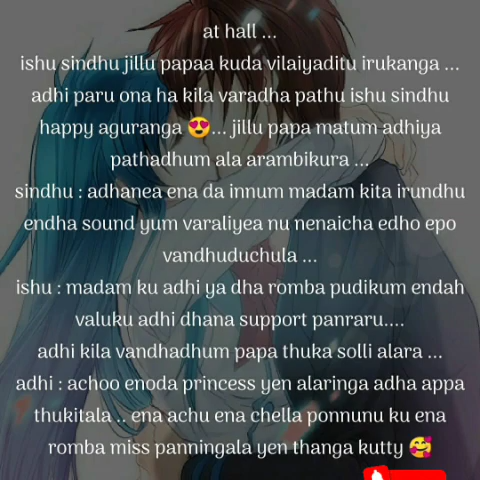 at hall ...
ishu sindhu jillu papaa kuda vilaiyaditu irukanga ...
adhi paru ona ha kila varadha pathu ishu sindhu
happy aguranga 😍... jillu papa matum adhiya
pathadhum ala arambikura ...
sindhu : adhanea ena da innum madam kita irundhu
endha sound yum varaliyea nu nenaicha edho epo
vandhuduchula ...
ishu : madam ku adhi ya dha romba pudikum endah
valuku adhi dhana support panraru....
adhi kila vandhadhum papa thuka solli alara ...
adhi : achoo enoda princess yen alaringa adha appa
thukitala .. ena achu ena chella ponnunu ku ena
romba miss panningala yen thanga kutty 🥰